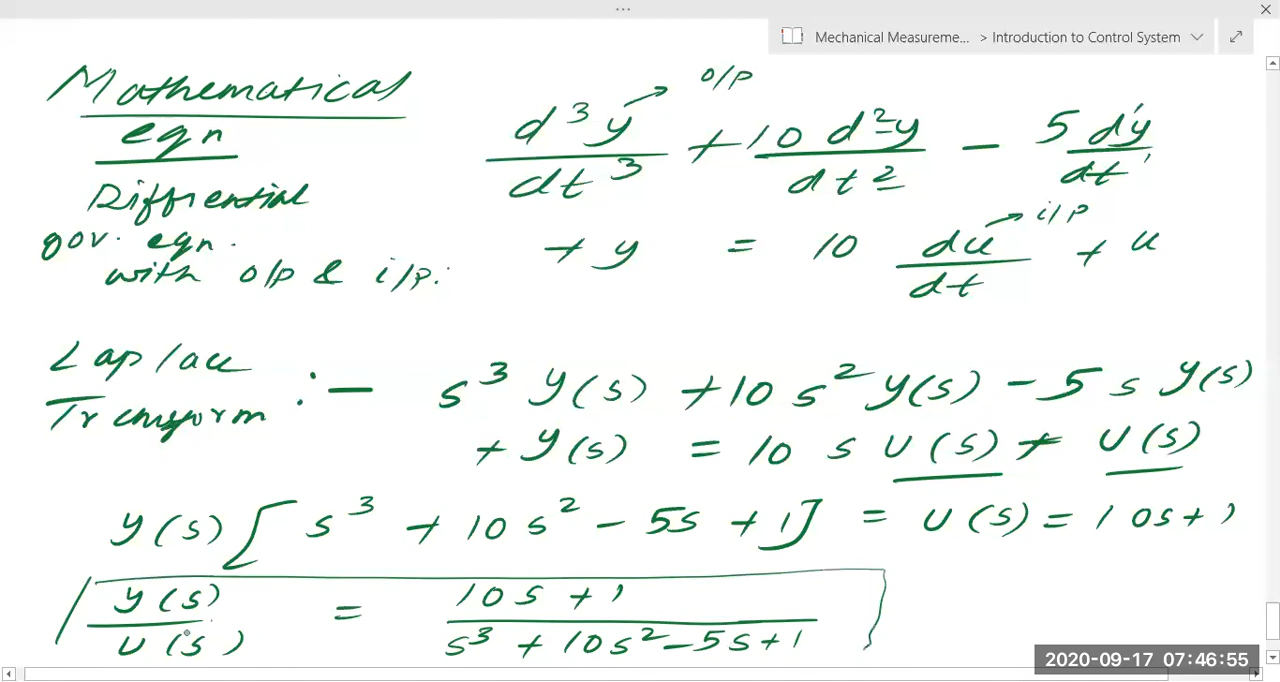 ...
Mechanical Measureme... > Introduction to Control System
Mathematical
eqn
Differential
gov. eqn.
with o/p & i/p.
o/p
d³y/dt³ + 10 d²y/dt² - 5 dy'/dt'
i/p
+ y = 10 du/dt + u
Laplace
Transform :- s³ Y(s) + 10 s² Y(s) - 5 s Y(s)
+ Y(s) = 10 s U(s) + U(s)
Y(s) [ s³ + 10s² - 5s + 1 ] = U(s) = 10s + 1
Y(s)/U(s) = 10s + 1 / s³ + 10s² - 5s + 1
2020-09-17 07:46:55